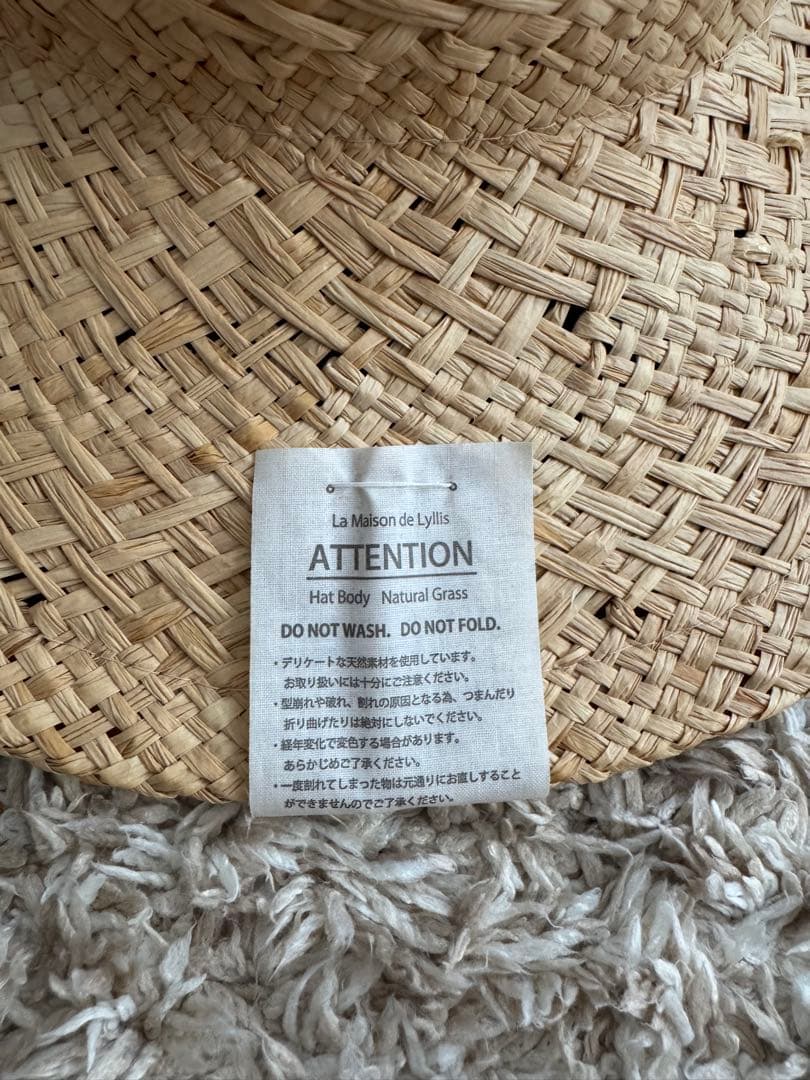 La Maison de Lyllis
ATTENTION
Hat Body Natural Grass
DO NOT WASH. DO NOT FOLD.
・デリケートな天然素材を使用しています。
お取り扱いには十分にご注意ください。
・型崩れや破れ、割れの原因となる為、つまんだり
折り曲げたりは絶対にしないでください。
・経年変化で変色する場合があります。
あらかじめご了承ください。
・一度割れてしまった物は元通りにお直しすること
ができませんのでご了承ください。